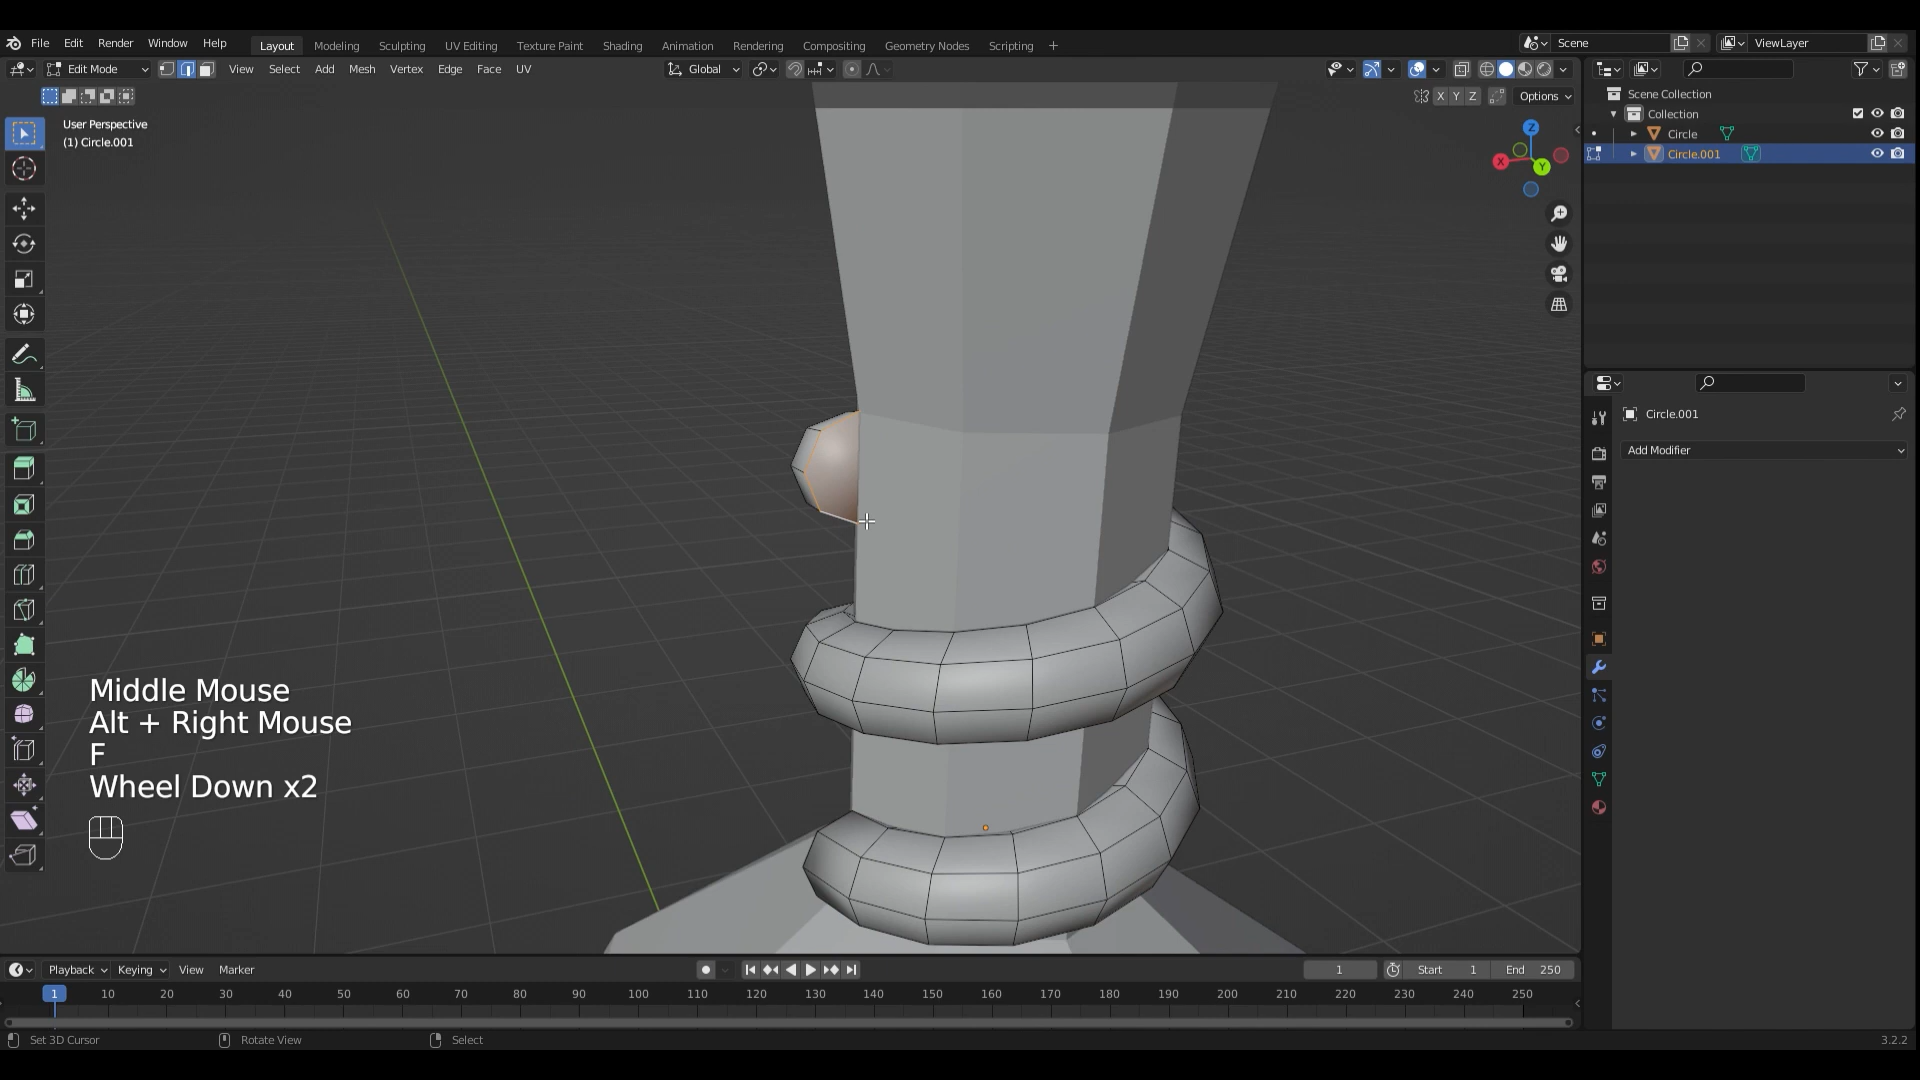 File Edit Render Window Help Layout Modeling Sculpting UV Editing Texture Paint Shading Animation Rendering Compositing Geometry Nodes Scripting + Scene ViewLayer
Edit Mode View Select Add Mesh Vertex Edge Face UV Global
X Y Z Options
User Perspective
(1) Circle.001
Z
X
Y
Scene Collection
Collection
Circle
Circle.001
Circle.001
Add Modifier
Middle Mouse
Alt + Right Mouse
F
Wheel Down x2
Playback Keying View Marker 1 Start 1 End 250
1 10 20 30 40 50 60 70 80 90 100 110 120 130 140 150 160 170 180 190 200 210 220 230 240 250
Set 3D Cursor Rotate View Select 3.2.2